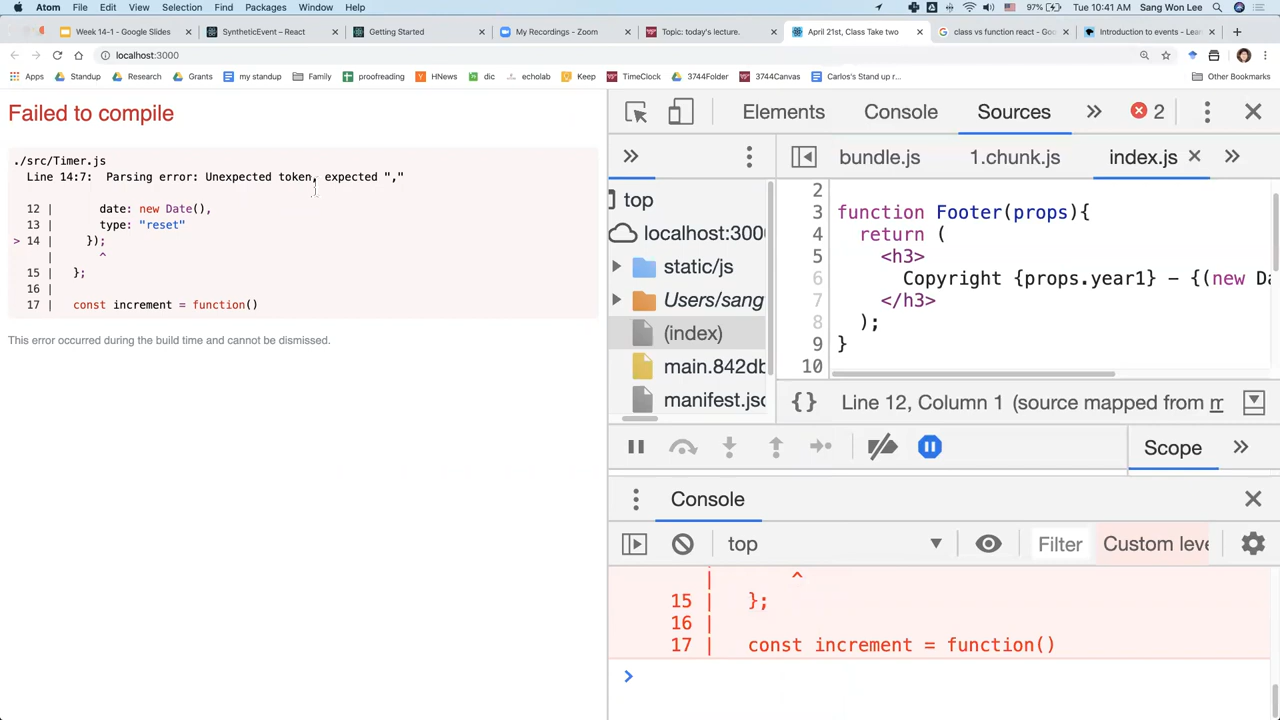 Atom File Edit View Selection Find Packages Window Help 97% Tue 10:41 AM Sang Won Lee
Week 14-1 - Google Slides SyntheticEvent – React Getting Started My Recordings - Zoom Topic: today's lecture. April 21st, Class Take two class vs function react - Goo Introduction to events - Lear
localhost:3000
Apps Standup Research Grants my standup Family proofreading HNews dic echolab Keep TimeClock 3744Folder 3744Canvas Carlos's Stand up r... Other Bookmarks
Failed to compile
./src/Timer.js
Line 14:7: Parsing error: Unexpected token, expected ","
12 | date: new Date(),
13 | type: "reset"
> 14 | });
| ^
15 | };
16 |
17 | const increment = function()
This error occurred during the build time and cannot be dismissed.
Elements Console Sources » 2
» bundle.js 1.chunk.js index.js »
top
localhost:300
static/js
Users/sang
(index)
main.842db
manifest.jsc
2
3 function Footer(props){
4 return (
5 <h3>
6 Copyright {props.year1} – {(new Da
7 </h3>
8 );
9 }
10
{} Line 12, Column 1 (source mapped from m
Scope »
Console
top Filter Custom leve
| ^
15 | };
16 |
17 | const increment = function()
>